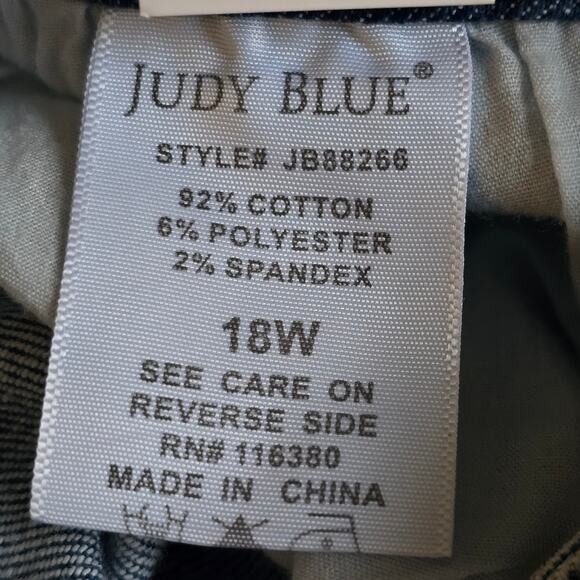 JUDY BLUE®
STYLE# JB88266
92% COTTON
6% POLYESTER
2% SPANDEX
18W
SEE CARE ON
REVERSE SIDE
RN# 116380
MADE IN CHINA